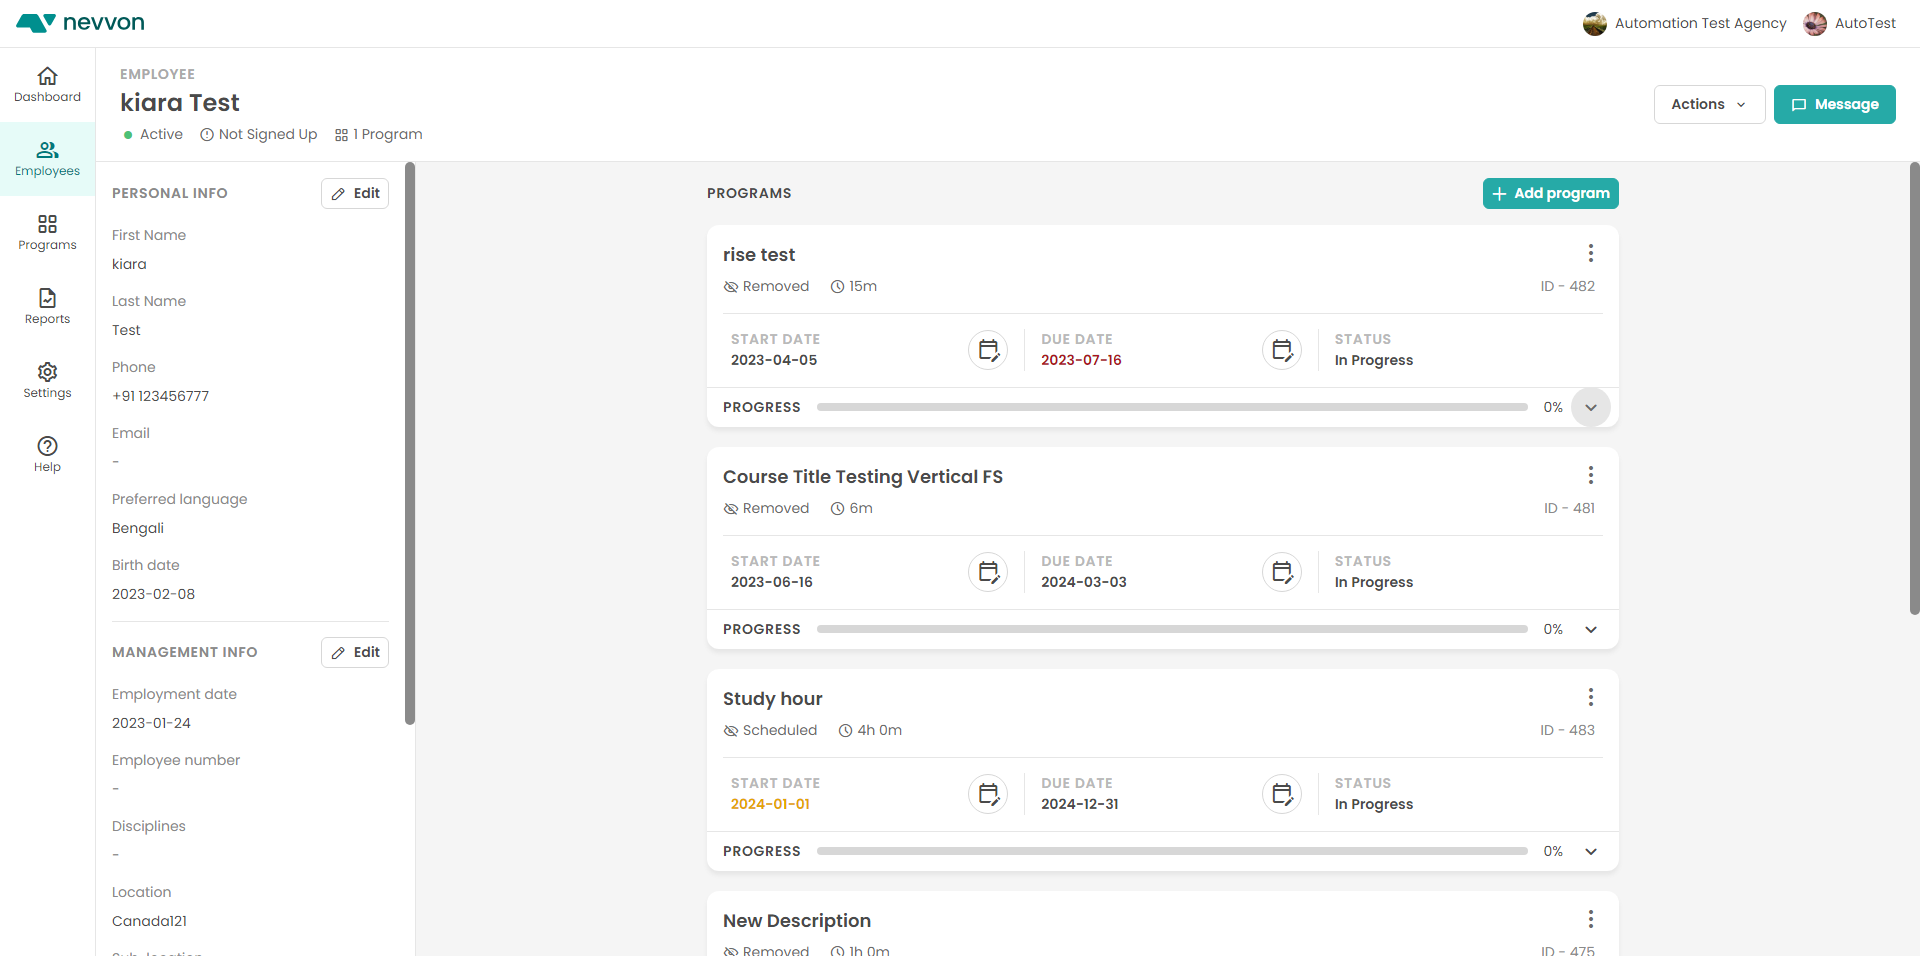 nevvon
Automation Test Agency
AutoTest
Dashboard
Employees
Programs
Reports
Settings
Help
EMPLOYEE
kiara Test
Active
Not Signed Up
1 Program
Actions
Message
PERSONAL INFO
Edit
First Name
kiara
Last Name
Test
Phone
+91 123456777
Email
-
Preferred language
Bengali
Birth date
2023-02-08
MANAGEMENT INFO
Edit
Employment date
2023-01-24
Employee number
-
Disciplines
-
Location
Canada121
Sub-location
PROGRAMS
Add program
rise test
Removed
15m
ID - 482
START DATE
2023-04-05
DUE DATE
2023-07-16
STATUS
In Progress
PROGRESS
0%
Course Title Testing Vertical FS
Removed
6m
ID - 481
START DATE
2023-06-16
DUE DATE
2024-03-03
STATUS
In Progress
PROGRESS
0%
Study hour
Scheduled
4h 0m
ID - 483
START DATE
2024-01-01
DUE DATE
2024-12-31
STATUS
In Progress
PROGRESS
0%
New Description
Removed
1h 0m
ID - 475